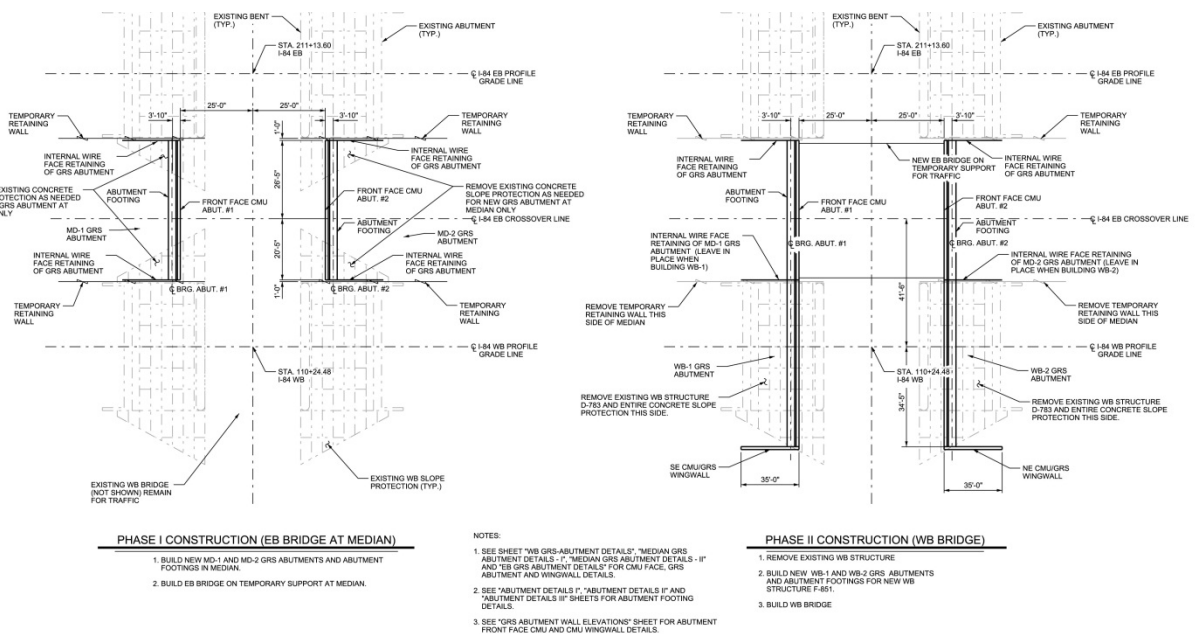 EXISTING BENT
(TYP.)
EXISTING ABUTMENT
(TYP.)
STA. 211+13.60
I-84 EB
℄ I-84 EB PROFILE
GRADE LINE
25'-0"
25'-0"
3'-10"
3'-10"
1'-0"
TEMPORARY
RETAINING
WALL
TEMPORARY
RETAINING
WALL
INTERNAL WIRE
FACE RETAINING
OF GRS ABUTMENT
INTERNAL WIRE
FACE RETAINING
OF GRS ABUTMENT
EXISTING CONCRETE
PROTECTION AS NEEDED
GRS ABUTMENT AT
ONLY
ABUTMENT
FOOTING
26'-5"
FRONT FACE CMU
ABUT. #1
FRONT FACE CMU
ABUT. #2
REMOVE EXISTING CONCRETE
SLOPE PROTECTION AS NEEDED
FOR NEW GRS ABUTMENT AT
MEDIAN ONLY
℄ I-84 EB CROSSOVER LINE
MD-1 GRS
ABUTMENT
ABUTMENT
FOOTING
MD-2 GRS
ABUTMENT
20'-5"
INTERNAL WIRE
FACE RETAINING
OF GRS ABUTMENT
INTERNAL WIRE
FACE RETAINING
OF GRS ABUTMENT
℄ BRG. ABUT. #1
1'-0"
℄ BRG. ABUT. #2
TEMPORARY
RETAINING
WALL
TEMPORARY
RETAINING
WALL
℄ I-84 WB PROFILE
GRADE LINE
STA. 110+24.48
I-84 WB
EXISTING WB BRIDGE
(NOT SHOWN) REMAIN
FOR TRAFFIC
EXISTING WB SLOPE
PROTECTION (TYP.)
PHASE I CONSTRUCTION (EB BRIDGE AT MEDIAN)
1. BUILD NEW MD-1 AND MD-2 GRS ABUTMENTS AND ABUTMENT
FOOTINGS IN MEDIAN.
2. BUILD EB BRIDGE ON TEMPORARY SUPPORT AT MEDIAN.
NOTES:
1. SEE SHEET "WB GRS-ABUTMENT DETAILS", "MEDIAN GRS
ABUTMENT DETAILS - I", "MEDIAN GRS ABUTMENT DETAILS - II"
AND "EB GRS ABUTMENT DETAILS" FOR CMU FACE, GRS
ABUTMENT AND WINGWALL DETAILS.
2. SEE "ABUTMENT DETAILS I", "ABUTMENT DETAILS II" AND
"ABUTMENT DETAILS III" SHEETS FOR ABUTMENT FOOTING
DETAILS.
3. SEE "GRS ABUTMENT WALL ELEVATIONS" SHEET FOR ABUTMENT
FRONT FACE CMU AND CMU WINGWALL DETAILS.
EXISTING BENT
(TYP.)
EXISTING ABUTMENT
(TYP.)
STA. 211+13.60
I-84 EB
℄ I-84 EB PROFILE
GRADE LINE
3'-10"
25'-0"
25'-0"
3'-10"
TEMPORARY
RETAINING
WALL
TEMPORARY
RETAINING
WALL
INTERNAL WIRE
FACE RETAINING
OF GRS ABUTMENT
NEW EB BRIDGE ON
TEMPORARY SUPPORT
FOR TRAFFIC
INTERNAL WIRE
FACE RETAINING
OF GRS ABUTMENT
ABUTMENT
FOOTING
FRONT FACE CMU
ABUT. #1
FRONT FACE CMU
ABUT. #2
℄ I-84 EB CROSSOVER LINE
ABUTMENT
FOOTING
INTERNAL WIRE FACE
RETAINING OF MD-1 GRS
ABUTMENT (LEAVE IN
PLACE WHEN
BUILDING WB-1)
℄ BRG. ABUT. #1
℄ BRG. ABUT. #2
INTERNAL WIRE FACE
RETAINING OF MD-2 GRS
ABUTMENT (LEAVE IN
PLACE WHEN BUILDING WB-2)
41'-6"
REMOVE TEMPORARY
RETAINING WALL THIS
SIDE OF MEDIAN
REMOVE TEMPORARY
RETAINING WALL THIS
SIDE OF MEDIAN
℄ I-84 WB PROFILE
GRADE LINE
WB-1 GRS
ABUTMENT
STA. 110+24.48
I-84 WB
WB-2 GRS
ABUTMENT
34'-5"
REMOVE EXISTING WB STRUCTURE
D-783 AND ENTIRE CONCRETE SLOPE
PROTECTION THIS SIDE.
REMOVE EXISTING WB STRUCTURE
D-783 AND ENTIRE CONCRETE SLOPE
PROTECTION THIS SIDE.
SE CMU/GRS
WINGWALL
NE CMU/GRS
WINGWALL
35'-0"
35'-0"
PHASE II CONSTRUCTION (WB BRIDGE)
1. REMOVE EXISTING WB STRUCTURE
2. BUILD NEW WB-1 AND WB-2 GRS ABUTMENTS
AND ABUTMENT FOOTINGS FOR NEW WB
STRUCTURE F-851.
3. BUILD WB BRIDGE